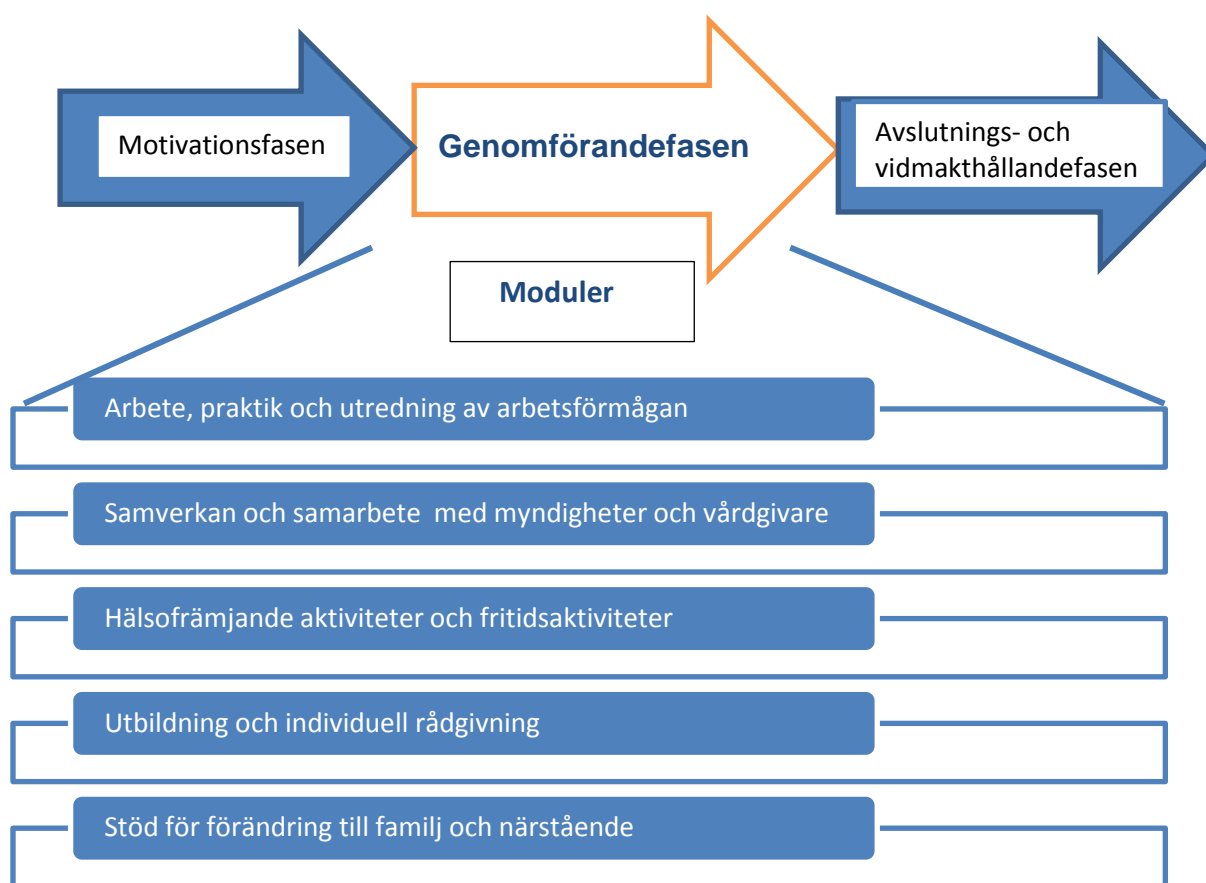 Motivationsfasen
Genomförandefasen
Avslutnings- och
vidmakthållandefasen
Moduler
Arbete, praktik och utredning av arbetsförmågan
Samverkan och samarbete  med myndigheter och vårdgivare
Hälsofrämjande aktiviteter och fritidsaktiviteter
Utbildning och individuell rådgivning
Stöd för förändring till familj och närstående